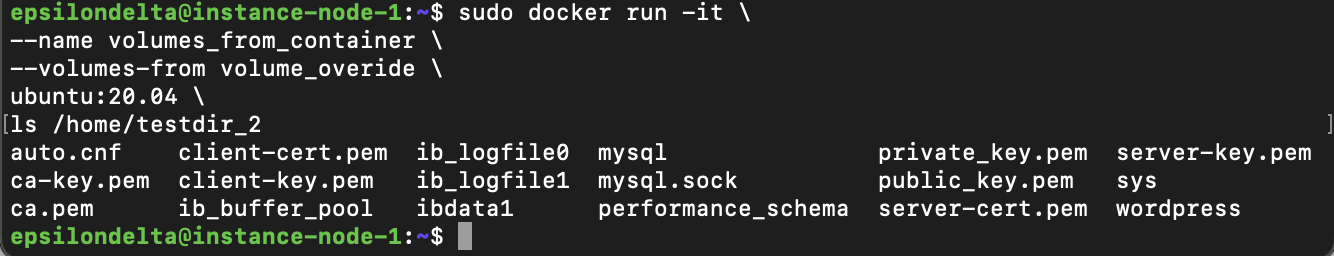 epsilondelta@instance-node-1:~$ sudo docker run -it \
--name volumes_from_container \
--volumes-from volume_overide \
ubuntu:20.04 \
[ls /home/testdir_2 ]
auto.cnf client-cert.pem ib_logfile0 mysql private_key.pem server-key.pem
ca-key.pem client-key.pem ib_logfile1 mysql.sock public_key.pem sys
ca.pem ib_buffer_pool ibdata1 performance_schema server-cert.pem wordpress
epsilondelta@instance-node-1:~$